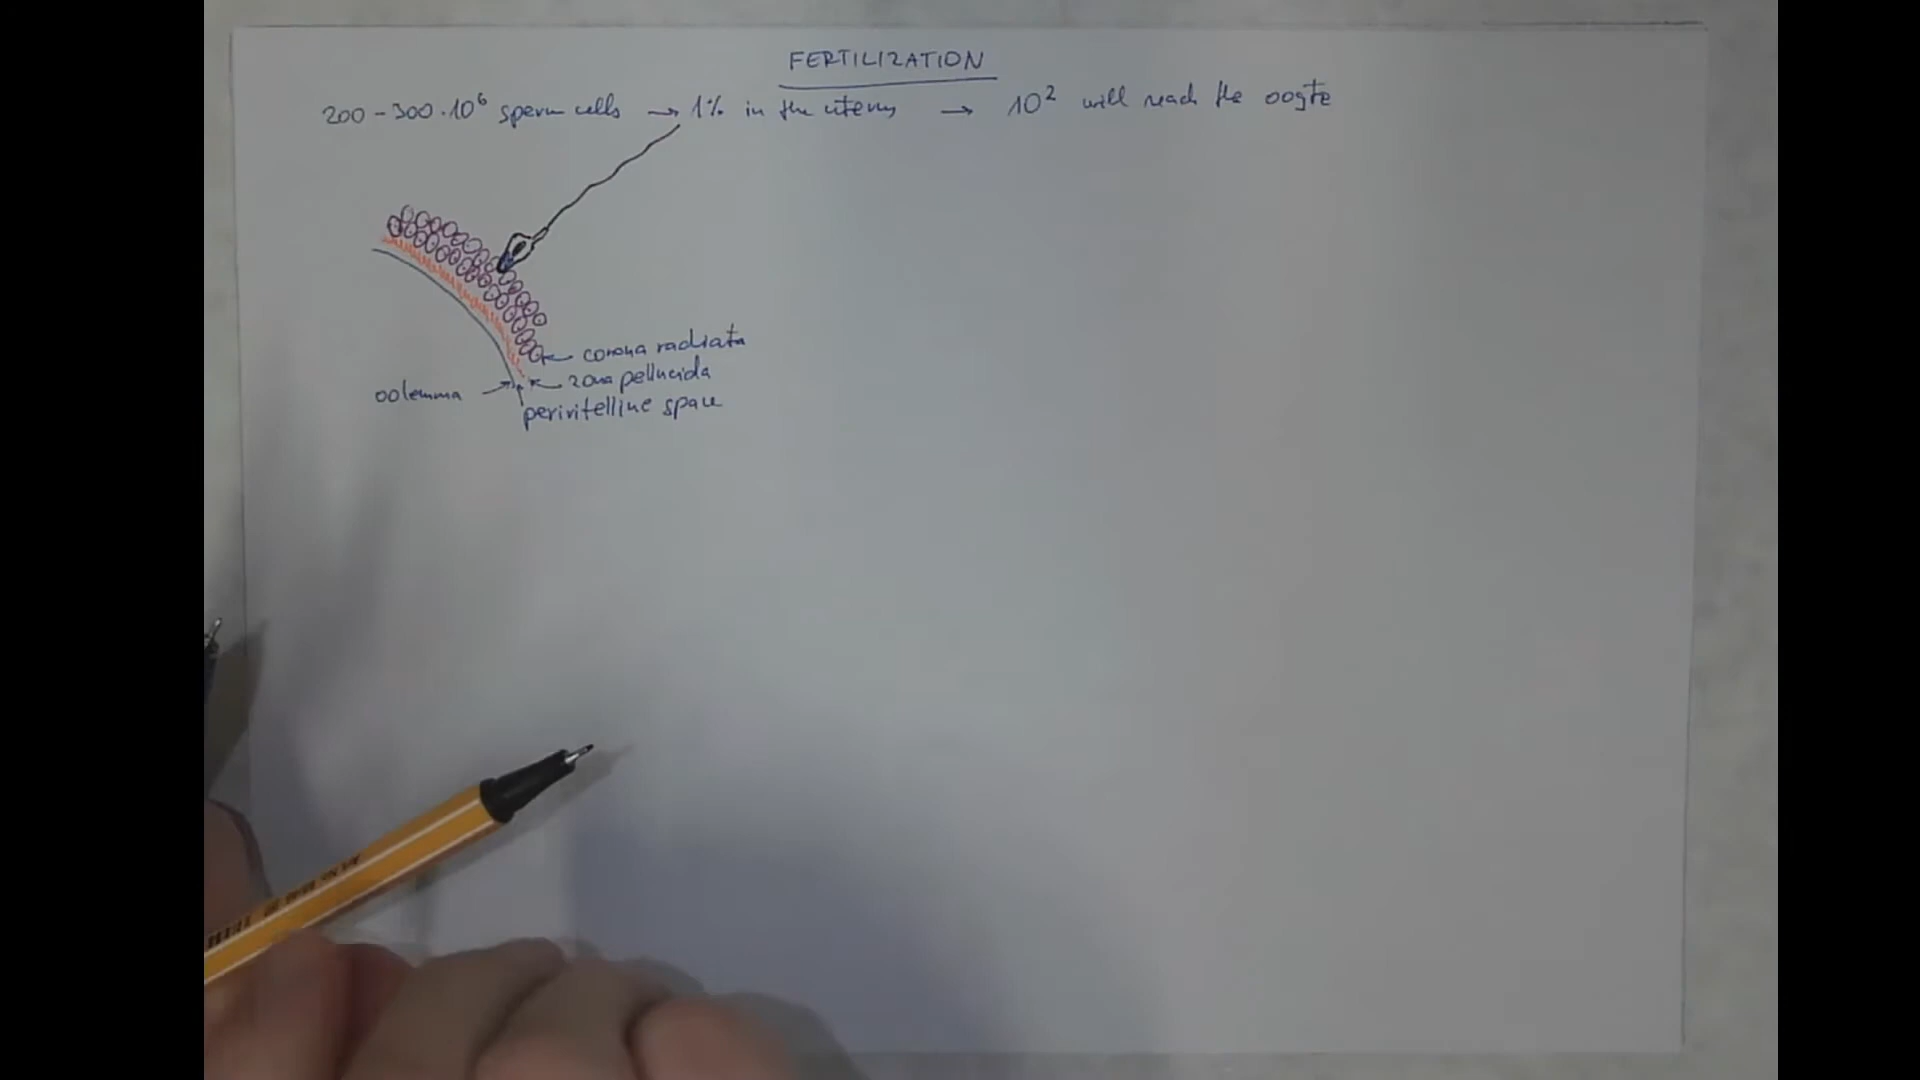 FERTILIZATION
200-300·10⁶ sperm cells → 1% in the uterus → 10² will reach the oogte
corona radiata
zona pellucida
oolemma
perivitelline space